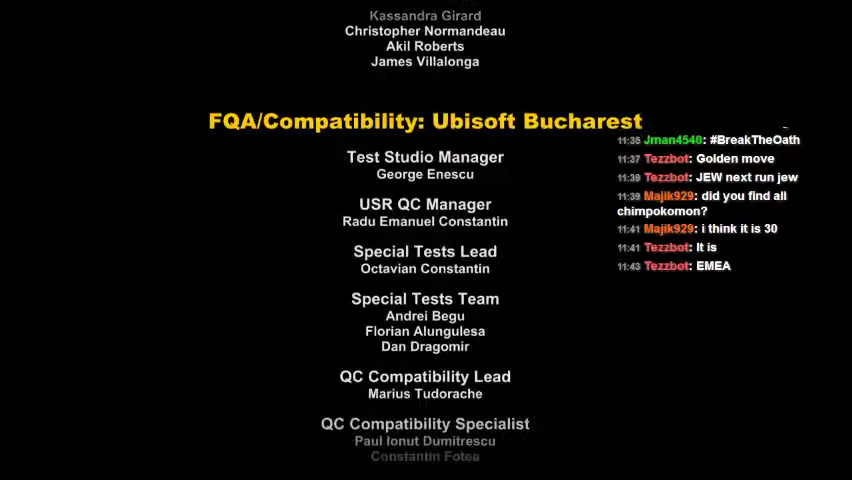 Kassandra Girard
Christopher Normandeau
Akil Roberts
James Villalonga
FQA/Compatibility: Ubisoft Bucharest
Test Studio Manager
George Enescu
USR QC Manager
Radu Emanuel Constantin
Special Tests Lead
Octavian Constantin
Special Tests Team
Andrei Begu
Florian Alungulesa
Dan Dragomir
QC Compatibility Lead
Marius Tudorache
QC Compatibility Specialist
Paul Ionut Dumitrescu
Constantin Fotea
11:35 Jman4540: #BreakTheOath
11:37 Tezzbot: Golden move
11:39 Tezzbot: JEW next run jew
11:39 Majik929: did you find all
chimpokomon?
11:41 Majik929: i think it is 30
11:41 Tezzbot: It is
11:43 Tezzbot: EMEA